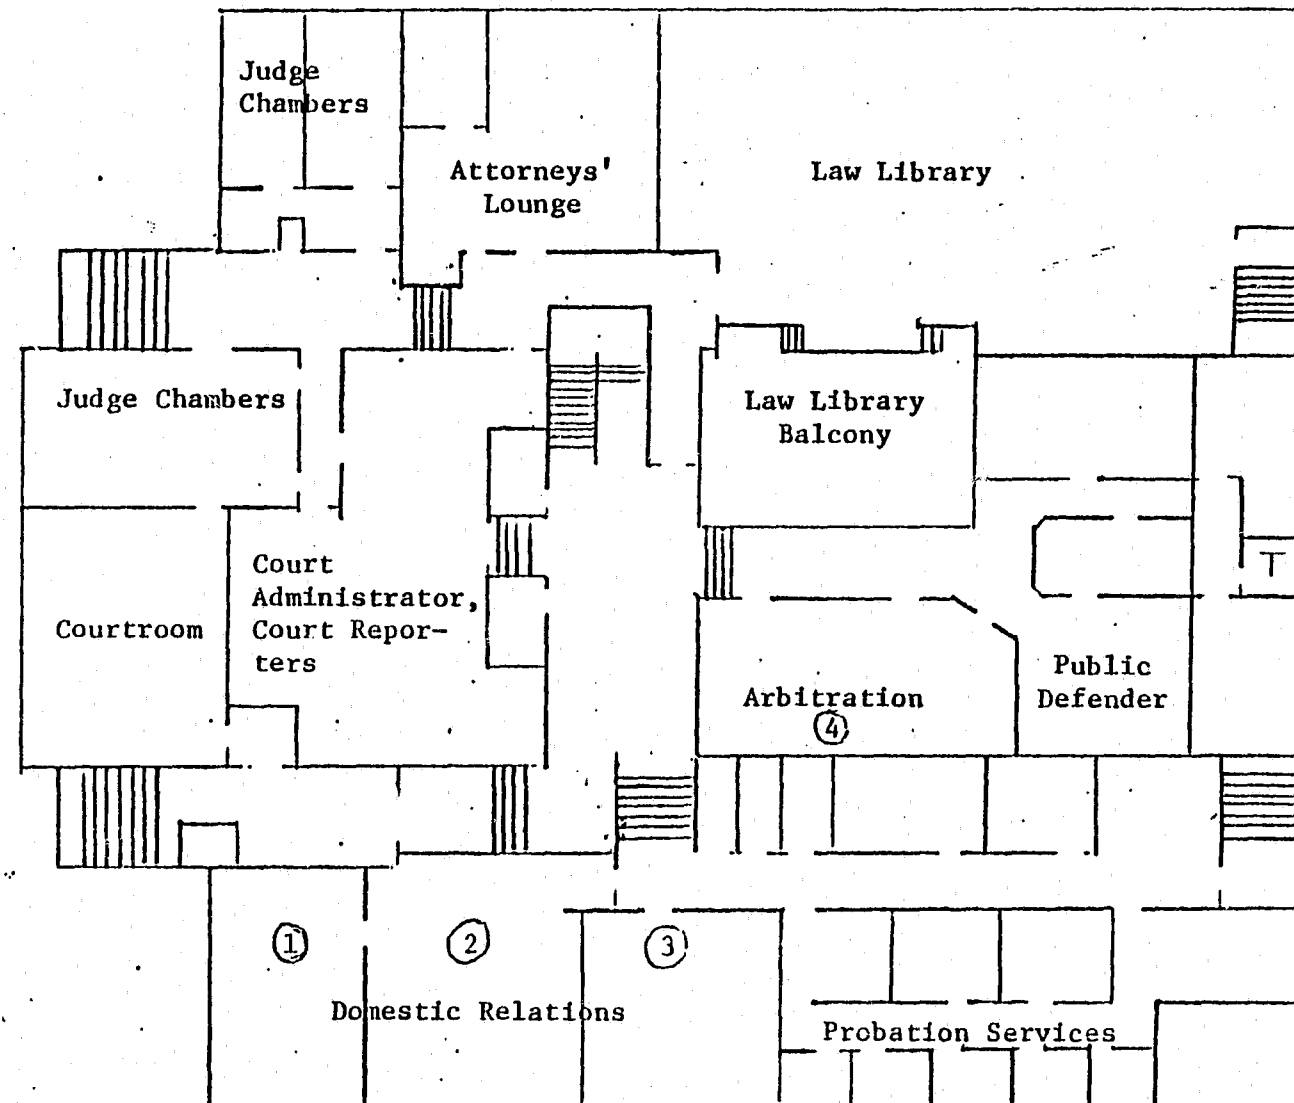 Judge
Chambers
Attorneys'
Lounge
Law Library
Judge Chambers
Law Library
Balcony
Court
Administrator,
Court Repor-
ters
Courtroom
Public
Defender
Arbitration
4
1
2
3
Domestic Relations
Probation Services